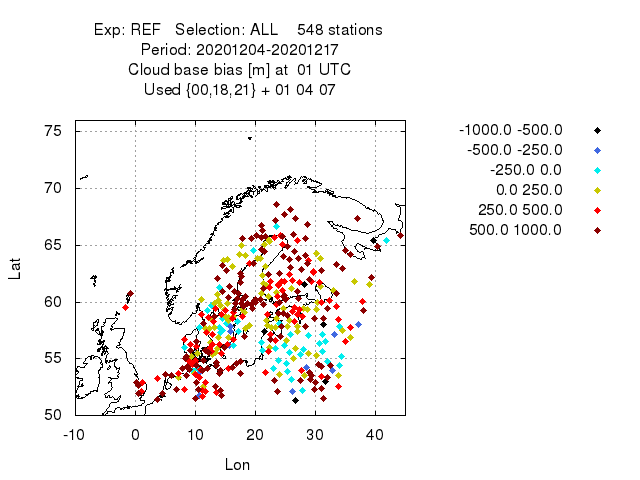 Exp: REF   Selection: ALL    548 stations
Period: 20201204-20201217
Cloud base bias [m] at  01 UTC
Used {00,18,21} + 01 04 07
-1000.0 -500.0
-500.0 -250.0
-250.0 0.0
0.0 250.0
250.0 500.0
500.0 1000.0
75
70
65
60
55
50
Lat
-10 0 10 20 30 40
Lon